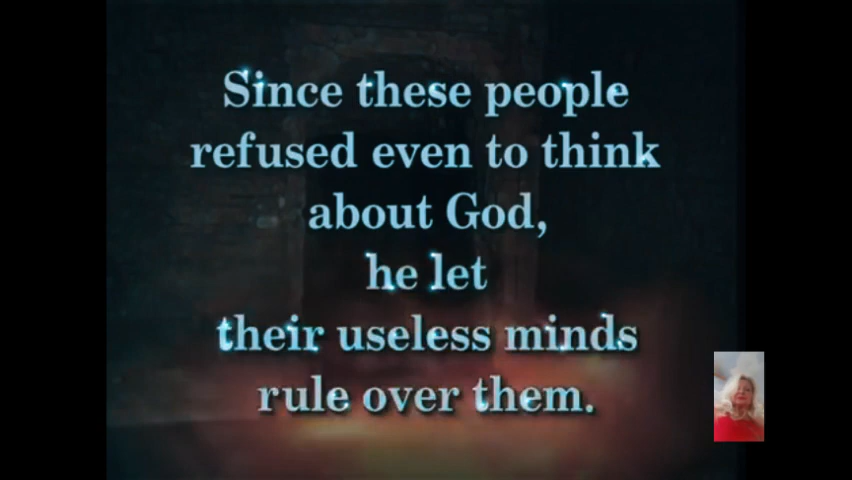 Since these people
refused even to think
about God,
he let
their useless minds
rule over them.